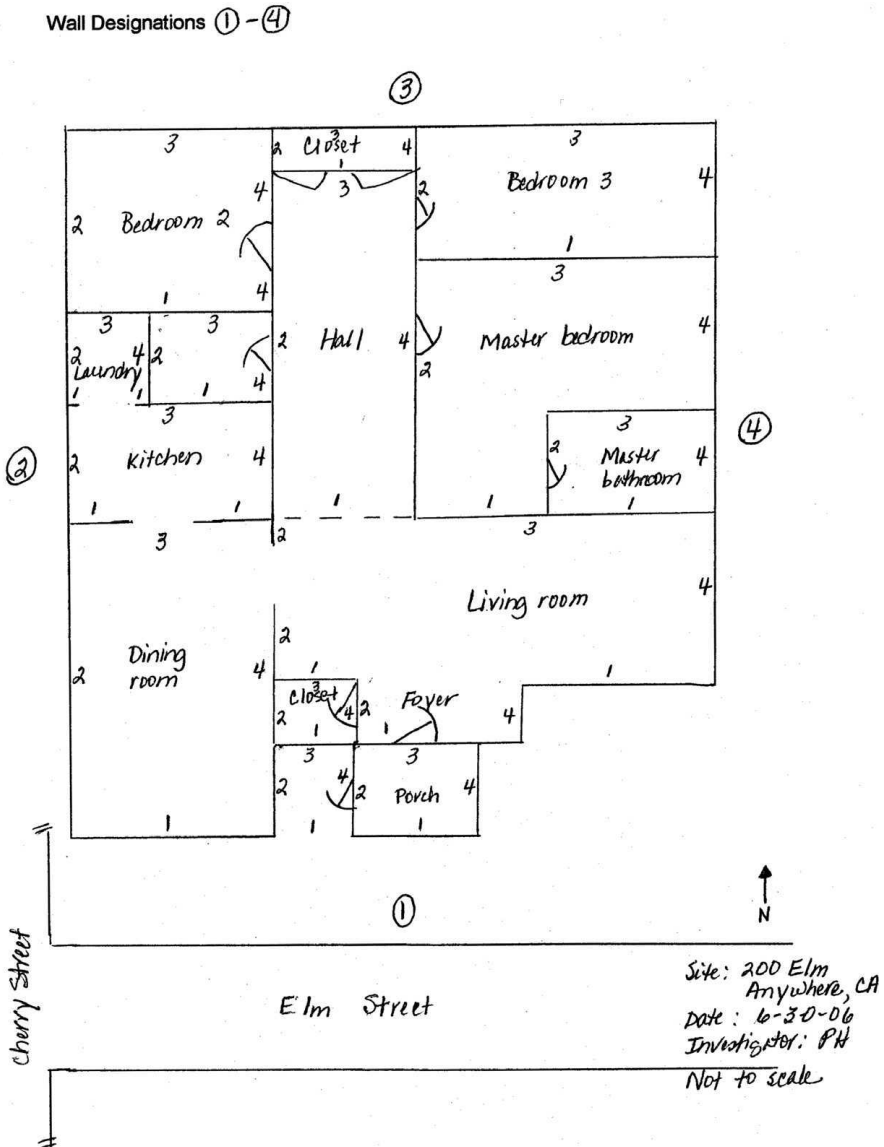 Wall Designations ① - ④
③
3 2 Closet 3 4 3
1
4 3 2 Bedroom 3 4
2 Bedroom 2
1
4 3
1
3 3 2 Hall 4 Master bedroom 4
2 4 2
Laundry 4 2
1 1 1
3 3
2 Kitchen 4 2 Master bathroom 4 ④
②
1 1 1 1 1
3 2 3
Living room 4
2
2 Dining room 4
1 1
Closet 3 Foyer
2 4 2 4
1 1
3 3
2 4 2 Porch 4
1 1 1
①
N
Cherry Street
Elm Street
Site: 200 Elm
Anywhere, CA
Date: 6-30-06
Investigator: PH
Not to scale